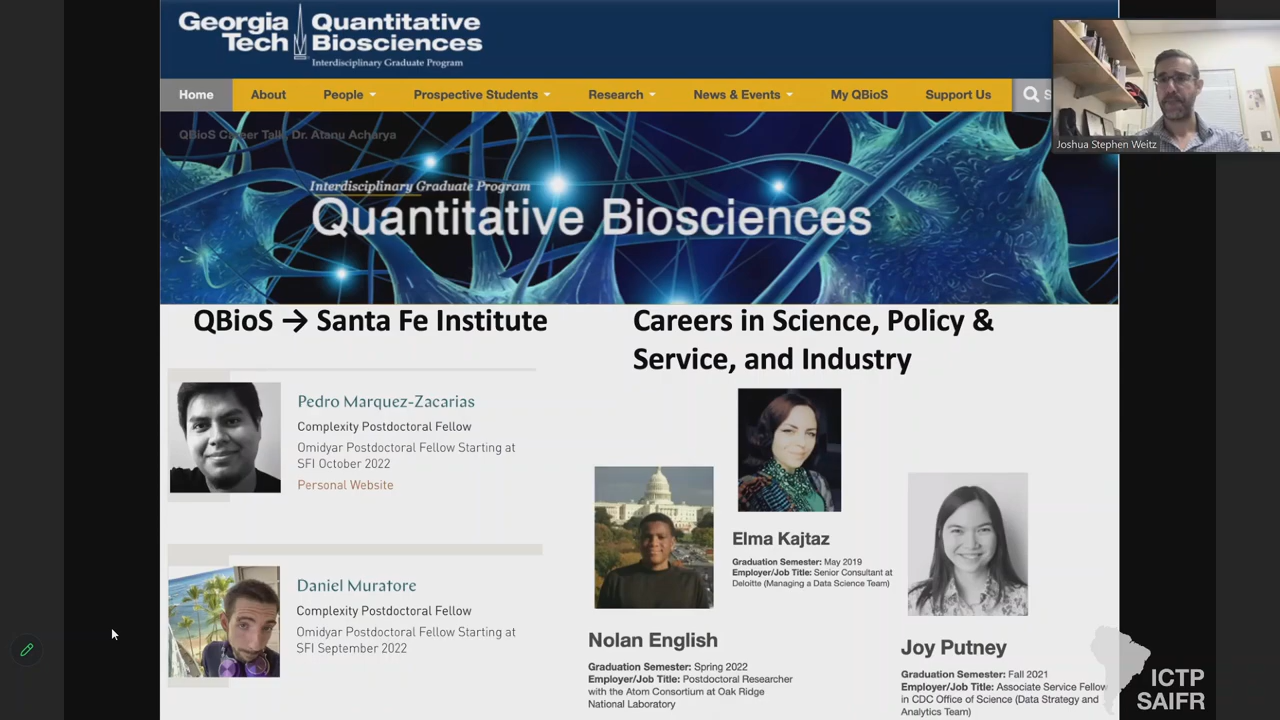 Georgia Tech
Quantitative Biosciences
Interdisciplinary Graduate Program
Home
About
People
Prospective Students
Research
News & Events
My QBioS
Support Us
S
Joshua Stephen Weitz
QBioS Career Talk, Dr. Atanu Acharya
Interdisciplinary Graduate Program
Quantitative Biosciences
QBioS → Santa Fe Institute
Pedro Marquez-Zacarias
Complexity Postdoctoral Fellow
Omidyar Postdoctoral Fellow Starting at
SFI October 2022
Personal Website
Daniel Muratore
Complexity Postdoctoral Fellow
Omidyar Postdoctoral Fellow Starting at
SFI September 2022
Careers in Science, Policy &
Service, and Industry
Elma Kajtaz
Graduation Semester: May 2019
Employer/Job Title: Senior Consultant at
Deloitte (Managing a Data Science Team)
Nolan English
Graduation Semester: Spring 2022
Employer/Job Title: Postdoctoral Researcher
with the Atom Consortium at Oak Ridge
National Laboratory
Joy Putney
Graduation Semester: Fall 2021
Employer/Job Title: Associate Service Fellow
in CDC Office of Science (Data Strategy and
Analytics Team)
ICTP
SAIFR